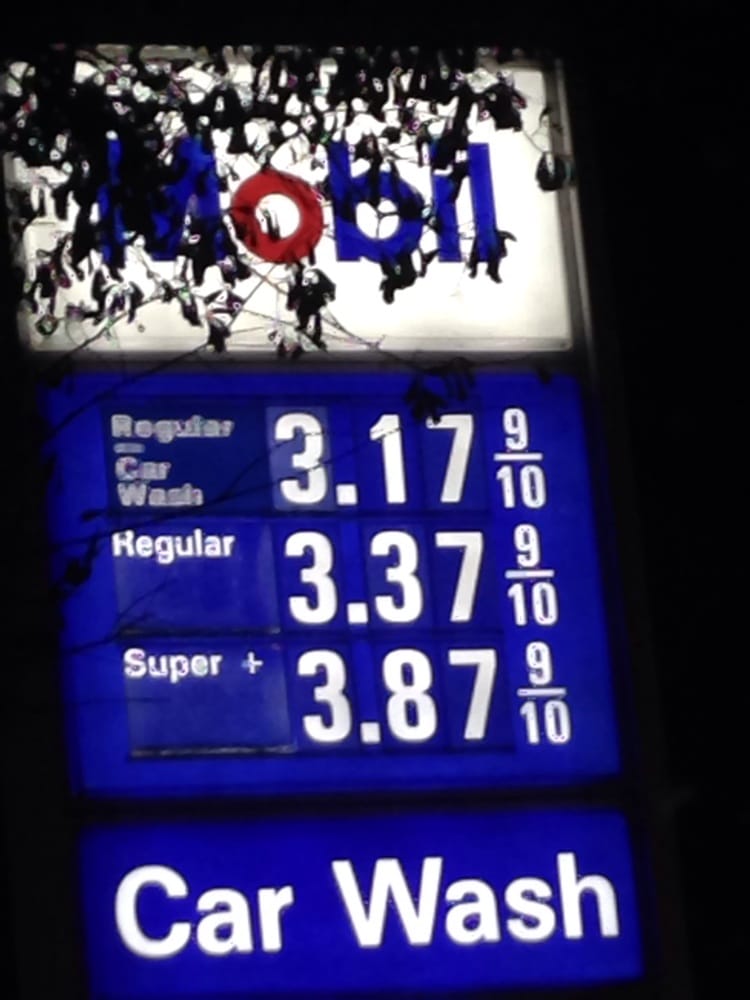 Mobil
Regular
Car
Wash
3.17 9/10
Regular 3.37 9/10
Super + 3.87 9/10
Car Wash